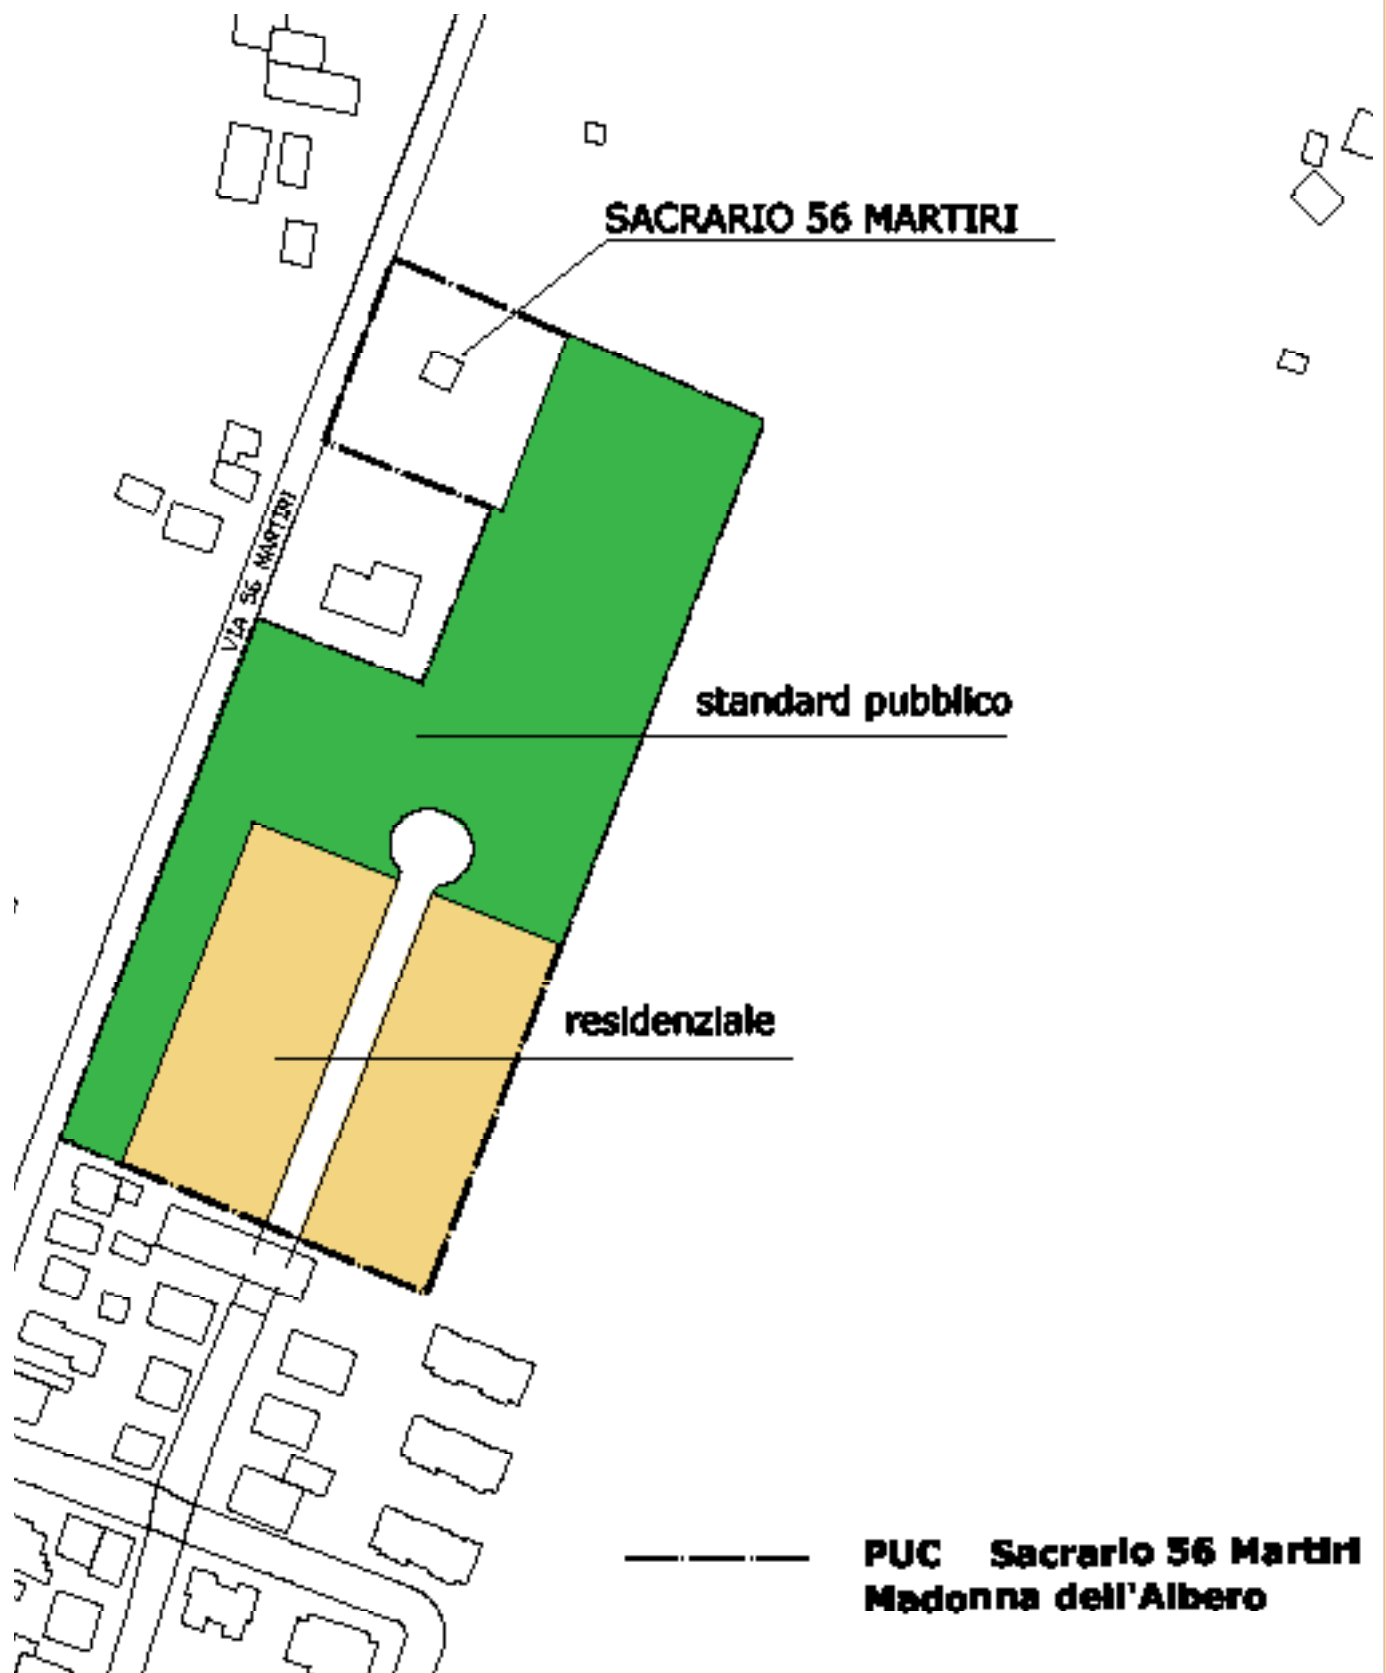 SACRARIO 56 MARTIRI
VIA 56 MARTIRI
standard pubblico
residenziale
PUC Sacrario 56 Martiri
Madonna dell'Albero